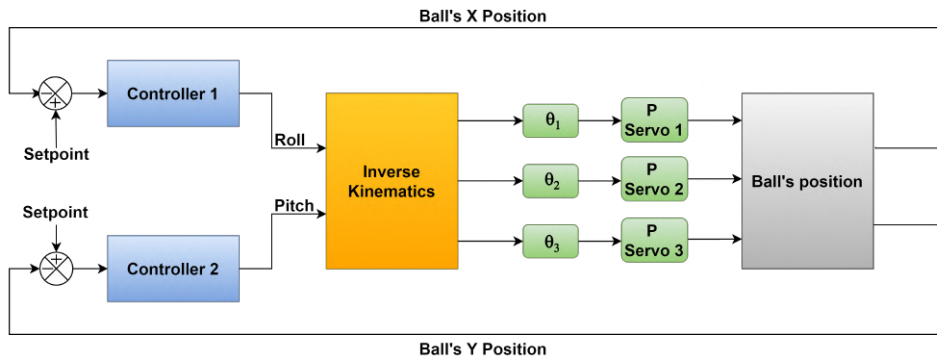 Ball's X Position
Controller 1
Setpoint
Roll
Setpoint
Pitch
Controller 2
Inverse
Kinematics
θ1
θ2
θ3
P
Servo 1
P
Servo 2
P
Servo 3
Ball's position
Ball's Y Position